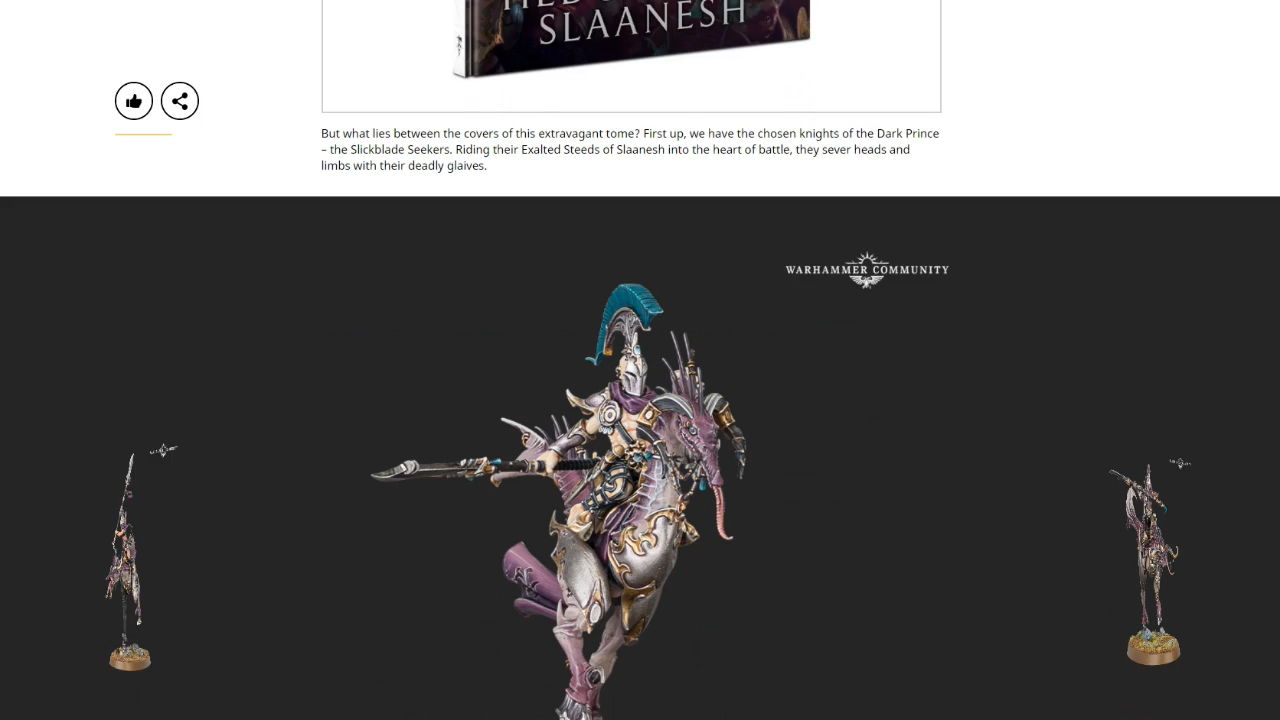 SLAANESH
But what lies between the covers of this extravagant tome? First up, we have the chosen knights of the Dark Prince
– the Slickblade Seekers. Riding their Exalted Steeds of Slaanesh into the heart of battle, they sever heads and
limbs with their deadly glaives.
WARHAMMER COMMUNITY